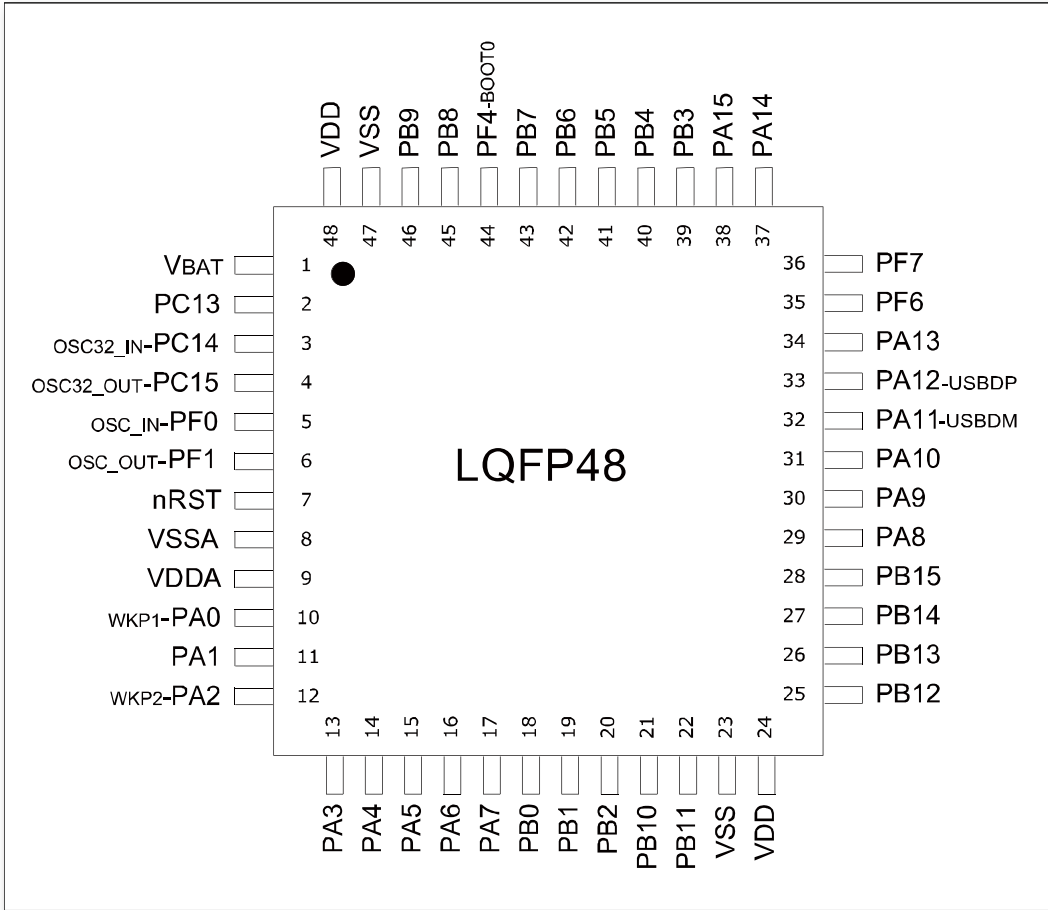 VDD
VSS
PB9
PB8
PF4-BOOT0
PB7
PB6
PB5
PB4
PB3
PA15
PA14
48
47
46
45
44
43
42
41
40
39
38
37
VBAT 1
PC13 2
OSC32_IN-PC14 3
OSC32_OUT-PC15 4
OSC_IN-PF0 5
OSC_OUT-PF1 6
nRST 7
VSSA 8
VDDA 9
WKP1-PA0 10
PA1 11
WKP2-PA2 12
LQFP48
36 PF7
35 PF6
34 PA13
33 PA12-USBDP
32 PA11-USBDM
31 PA10
30 PA9
29 PA8
28 PB15
27 PB14
26 PB13
25 PB12
13
14
15
16
17
18
19
20
21
22
23
24
PA3
PA4
PA5
PA6
PA7
PB0
PB1
PB2
PB10
PB11
VSS
VDD